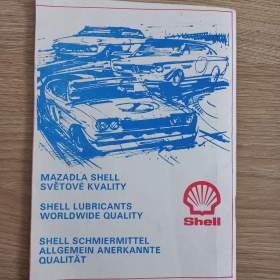 MAZADLA SHELL
SVĚTOVÉ KVALITY
SHELL LUBRICANTS
WORLDWIDE QUALITY
Shell
SHELL SCHMIERMITTEL
ALLGEMEIN ANERKANNTE
QUALITÄT